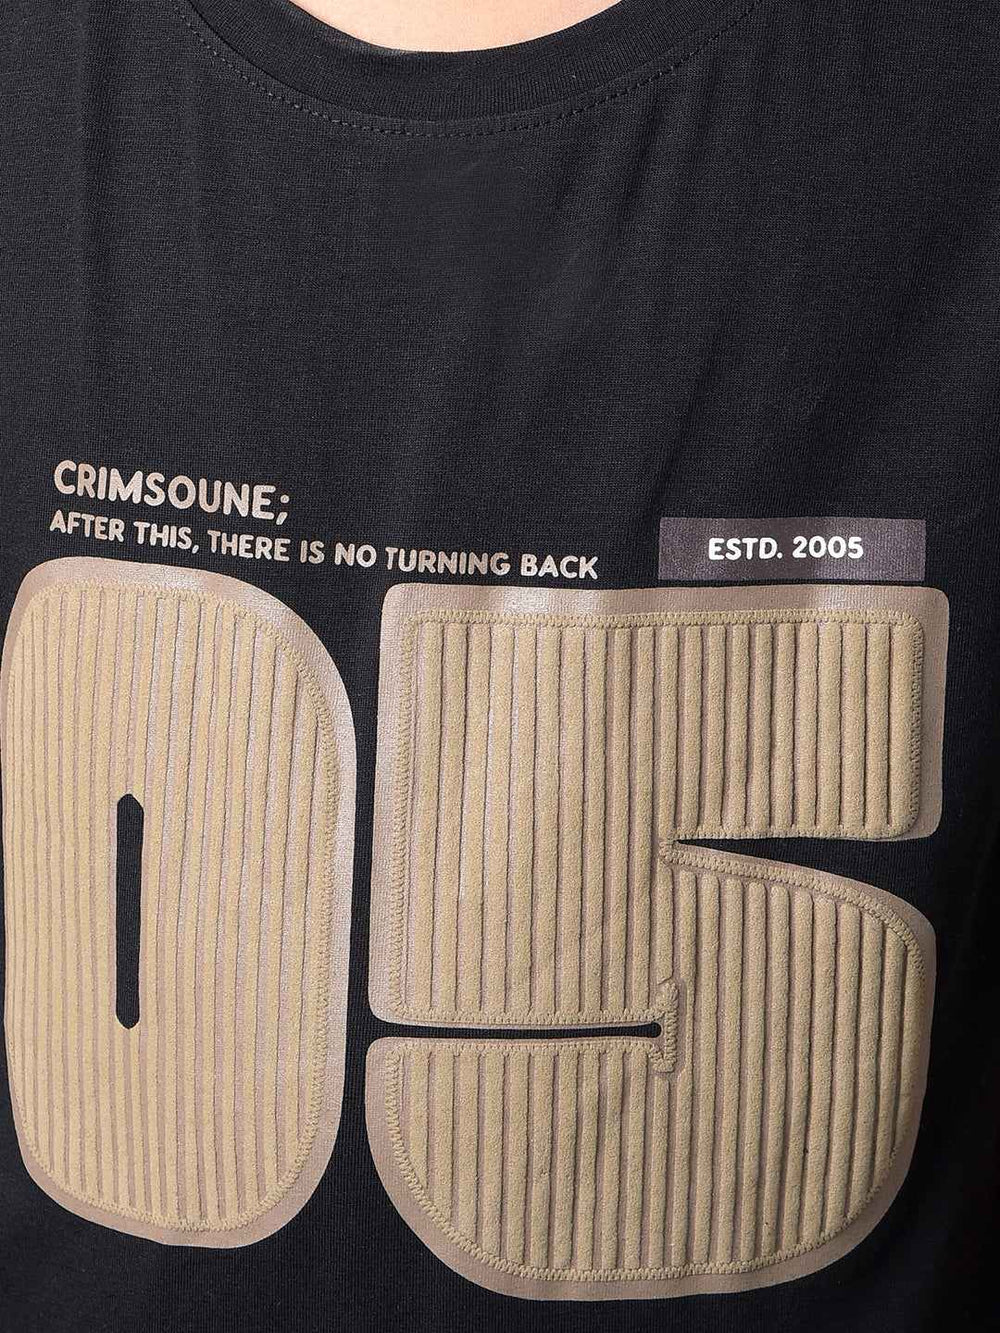 CRIMSOUNE;
AFTER THIS, THERE IS NO TURNING BACK
ESTD. 2005
05